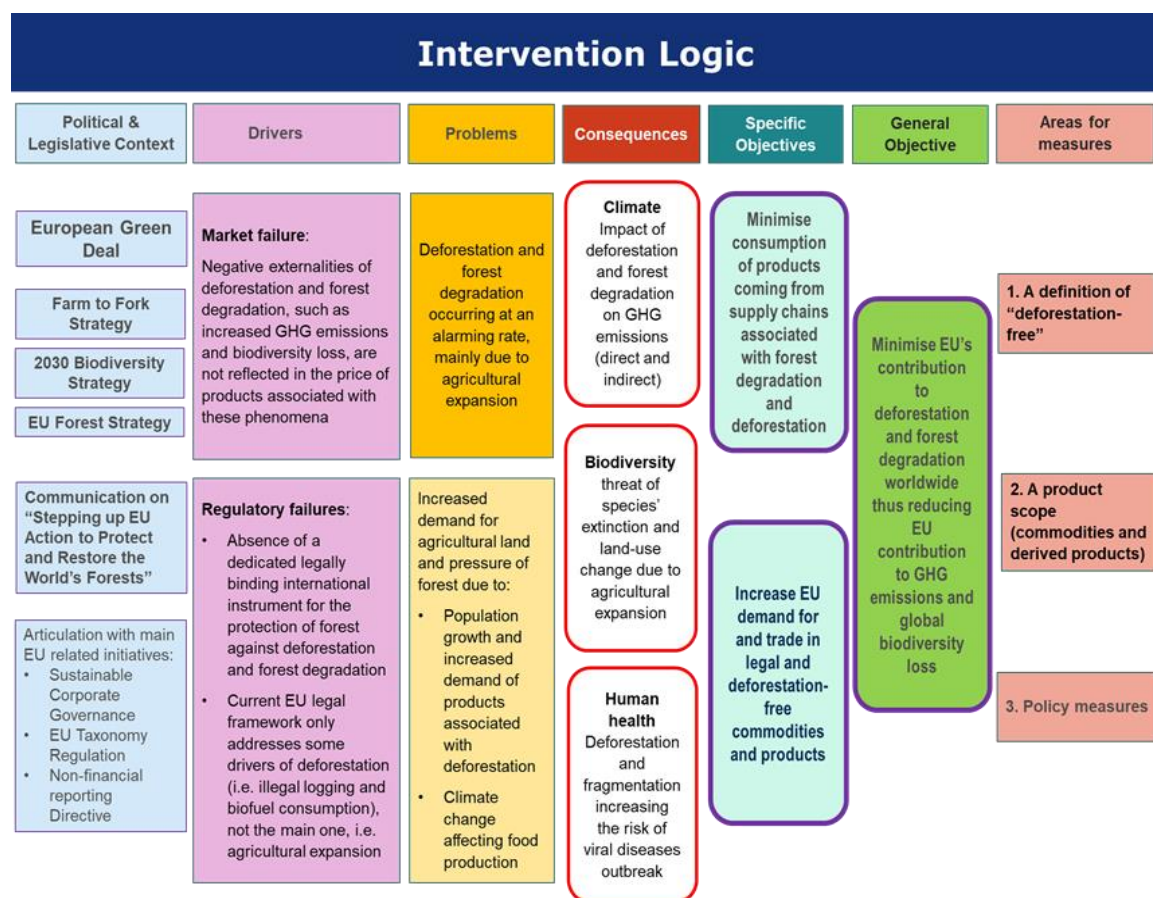 Intervention Logic
Political &
Legislative Context
Drivers
Problems
Consequences
Specific
Objectives
General
Objective
Areas for
measures
European Green
Deal
Farm to Fork
Strategy
2030 Biodiversity
Strategy
EU Forest Strategy
Communication on
“Stepping up EU
Action to Protect
and Restore the
World’s Forests”
Articulation with main
EU related initiatives:
• Sustainable
Corporate
Governance
• EU Taxonomy
Regulation
• Non-financial
reporting
Directive
Market failure:
Negative externalities of
deforestation and forest
degradation, such as
increased GHG emissions
and biodiversity loss, are
not reflected in the price of
products associated with
these phenomena
Regulatory failures:
• Absence of a
dedicated legally
binding international
instrument for the
protection of forest
against deforestation
and forest degradation
• Current EU legal
framework only
addresses some
drivers of deforestation
(i.e. illegal logging and
biofuel consumption),
not the main one, i.e.
agricultural expansion
Deforestation and
forest
degradation
occurring at an
alarming rate,
mainly due to
agricultural
expansion
Increased
demand for
agricultural land
and pressure of
forest due to:
• Population
growth and
increased
demand of
products
associated
with
deforestation
• Climate
change
affecting food
production
Climate
Impact of
deforestation
and forest
degradation
on GHG
emissions
(direct and
indirect)
Biodiversity
threat of
species’
extinction and
land-use
change due to
agricultural
expansion
Human
health
Deforestation
and
fragmentation
increasing
the risk of
viral diseases
outbreak
Minimise
consumption
of products
coming from
supply chains
associated
with forest
degradation
and
deforestation
Increase EU
demand for
and trade in
legal and
deforestation-
free
commodities
and products
Minimise EU’s
contribution
to
deforestation
and forest
degradation
worldwide
thus reducing
EU
contribution
to GHG
emissions and
global
biodiversity
loss
1. A definition of
“deforestation-
free”
2. A product
scope
(commodities and
derived products)
3. Policy measures